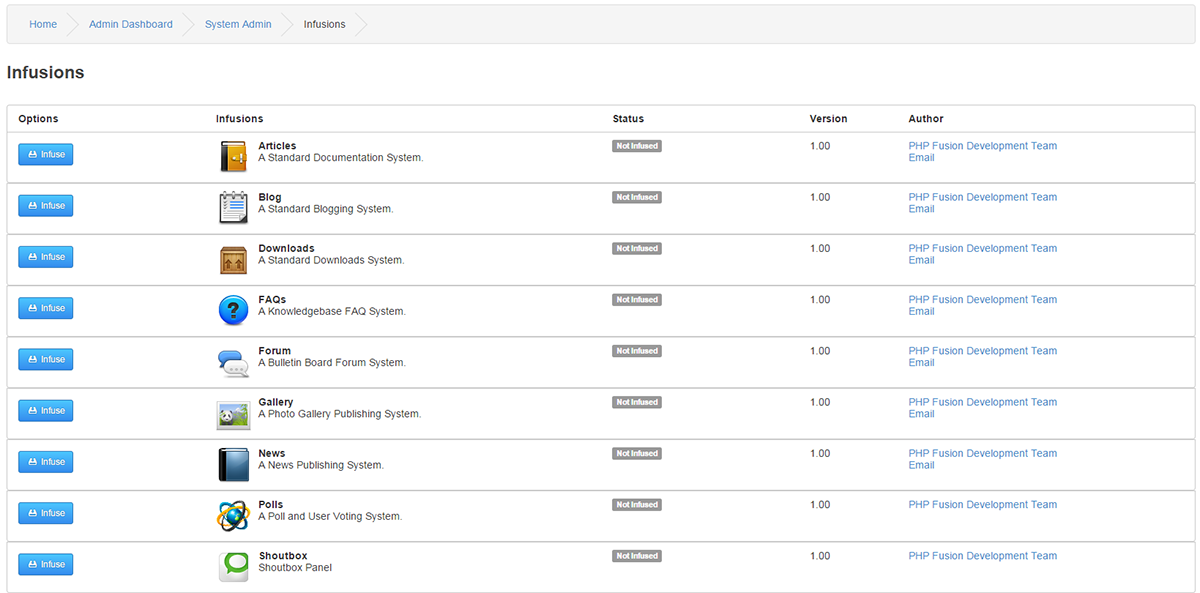 Home Admin Dashboard System Admin Infusions
Infusions
Options Infusions Status Version Author
Infuse Articles Not Infused 1.00 PHP Fusion Development Team
A Standard Documentation System. Email
Infuse Blog Not Infused 1.00 PHP Fusion Development Team
A Standard Blogging System. Email
Infuse Downloads Not Infused 1.00 PHP Fusion Development Team
A Standard Downloads System. Email
Infuse FAQs Not Infused 1.00 PHP Fusion Development Team
A Knowledgebase FAQ System. Email
Infuse Forum Not Infused 1.00 PHP Fusion Development Team
A Bulletin Board Forum System. Email
Infuse Gallery Not Infused 1.00 PHP Fusion Development Team
A Photo Gallery Publishing System. Email
Infuse News Not Infused 1.00 PHP Fusion Development Team
A News Publishing System. Email
Infuse Polls Not Infused 1.00 PHP Fusion Development Team
A Poll and User Voting System.
Infuse Shoutbox Not Infused 1.00 PHP Fusion Development Team
Shoutbox Panel